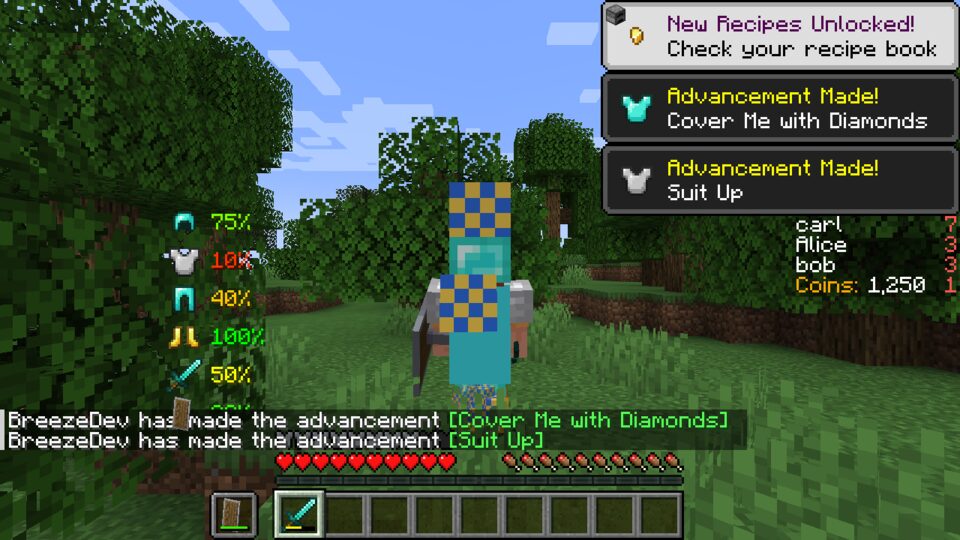 New Recipes Unlocked!
Check your recipe book
Advancement Made!
Cover Me with Diamonds
Advancement Made!
Suit Up
carl 7
Alice 3
bob 3
Coins: 1,250 1
75%
10%
40%
100%
50%
BreezeDev has made the advancement [Cover Me with Diamonds]
BreezeDev has made the advancement [Suit Up]